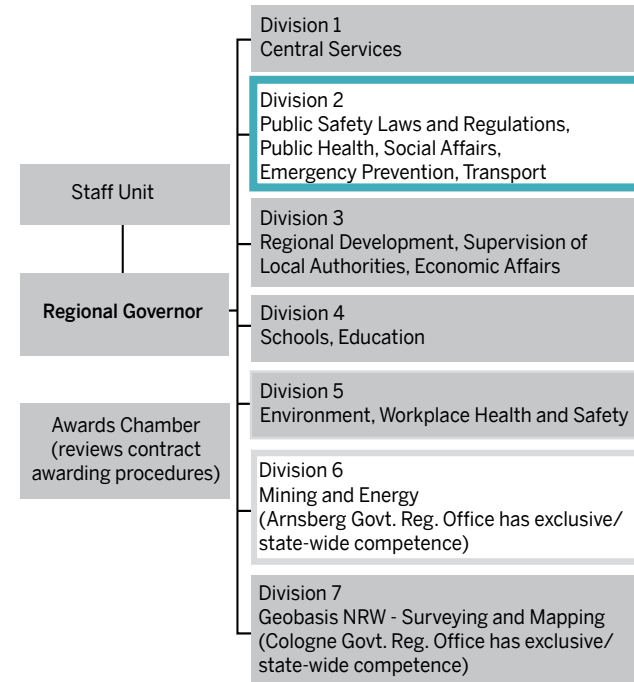 Division 1
Central Services
Division 2
Public Safety Laws and Regulations,
Public Health, Social Affairs,
Emergency Prevention, Transport
Staff Unit
Division 3
Regional Development, Supervision of
Local Authorities, Economic Affairs
Regional Governor
Division 4
Schools, Education
Division 5
Environment, Workplace Health and Safety
Awards Chamber
(reviews contract
awarding procedures)
Division 6
Mining and Energy
(Arnsberg Govt. Reg. Office has exclusive/
state-wide competence)
Division 7
Geobasis NRW - Surveying and Mapping
(Cologne Govt. Reg. Office has exclusive/
state-wide competence)